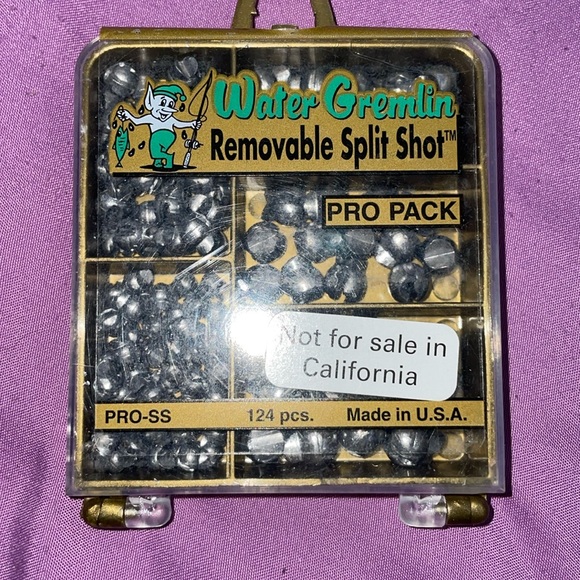 Water Gremlin
Removable Split Shot™
PRO PACK
Not for sale in
California
PRO-SS 124 pcs. Made in U.S.A.